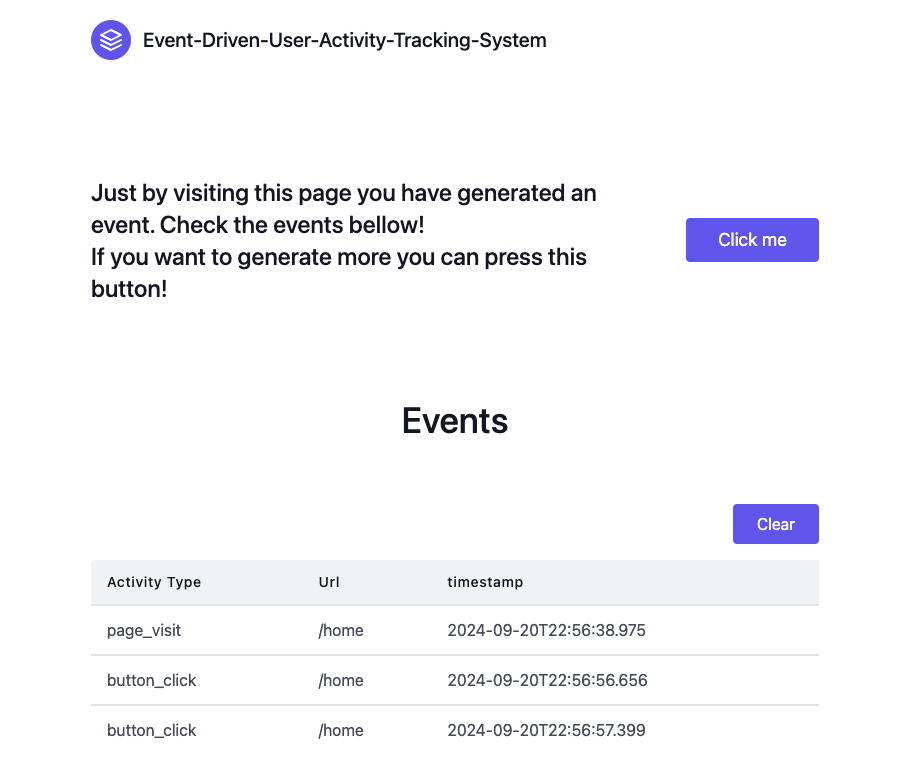 Event-Driven-User-Activity-Tracking-System
Just by visiting this page you have generated an
event. Check the events bellow!
If you want to generate more you can press this
button!
Click me
Events
Clear
Activity Type Url timestamp
page_visit /home 2024-09-20T22:56:38.975
button_click /home 2024-09-20T22:56:56.656
button_click /home 2024-09-20T22:56:57.399